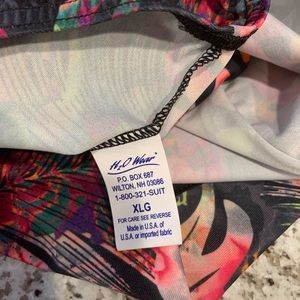 H2O Wear
P.O. BOX 687
WILTON, NH 03086
1-800-321-SUIT
XLG
FOR CARE SEE REVERSE
Made in U.S.A. of
U.S.A. or imported fabric